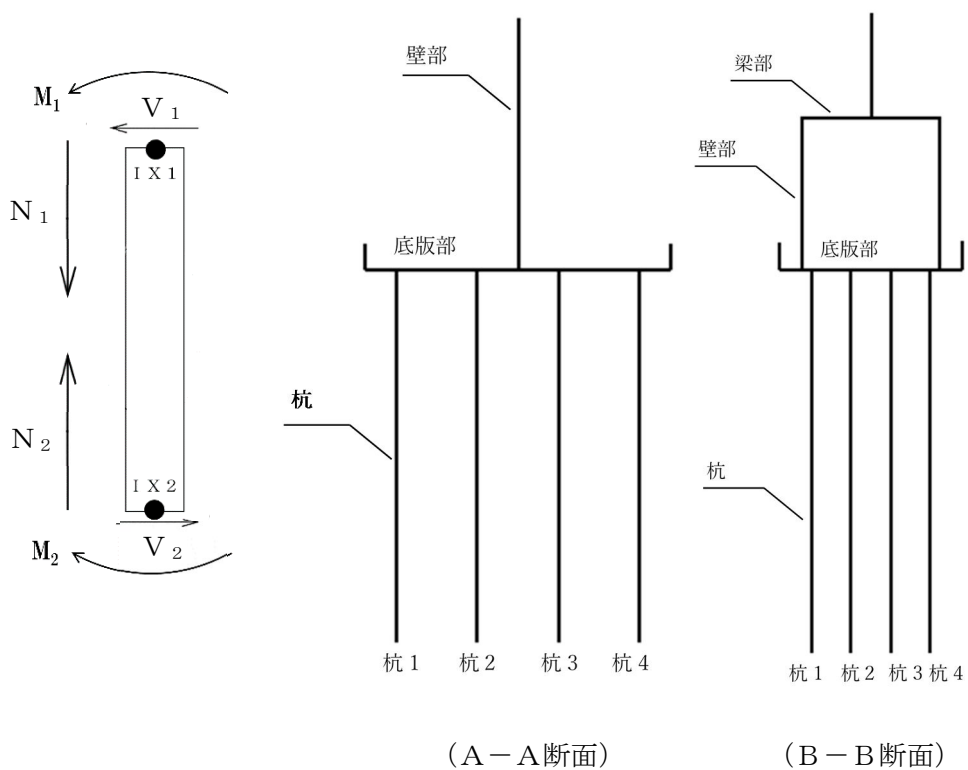 M₁
V₁
IX1
N₁
N₂
IX2
V₂
M₂
壁部
底版部
杭
杭1 杭2 杭3 杭4
(A-A断面)
梁部
壁部
底版部
杭
杭1 杭2 杭3 杭4
(B-B断面)